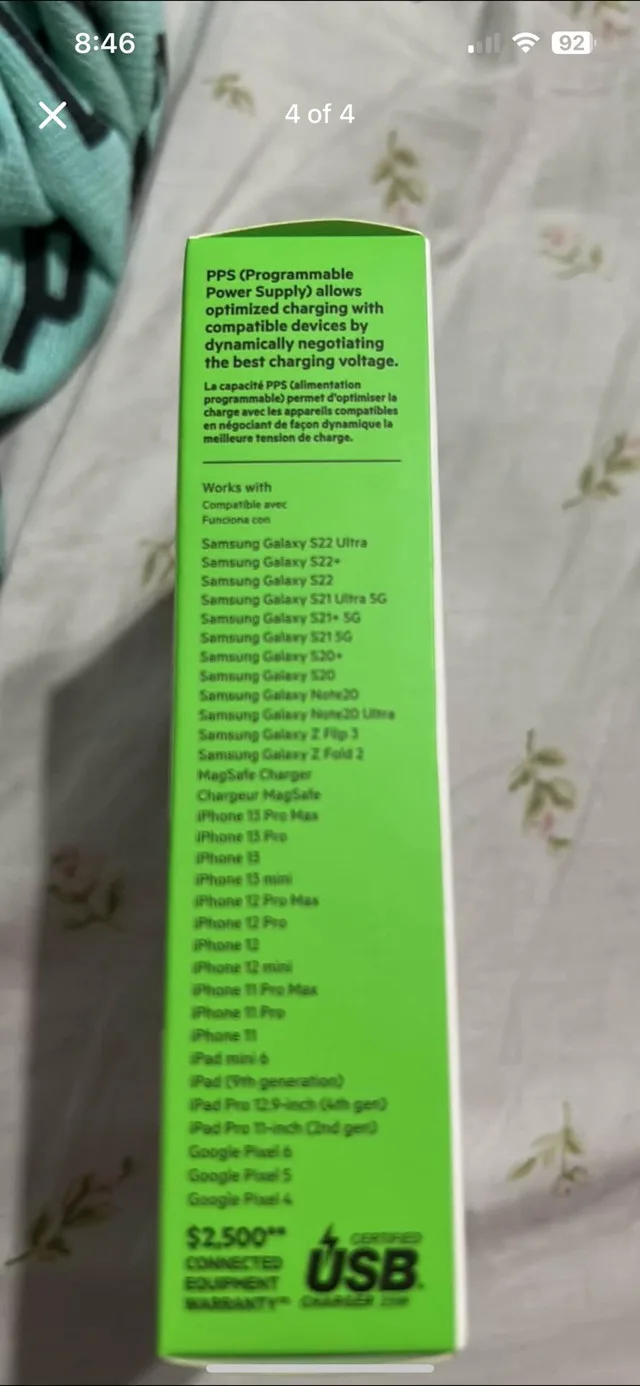 8:46
92
4 of 4
PPS (Programmable
Power Supply) allows
optimized charging with
compatible devices by
dynamically negotiating
the best charging voltage.
La capacité PPS (alimentation
programmable) permet d'optimiser la
charge avec les appareils compatibles
en négociant de façon dynamique la
meilleure tension de charge.
Works with
Compatible avec
Funciona con
Samsung Galaxy S22 Ultra
Samsung Galaxy S22+
Samsung Galaxy S22
Samsung Galaxy S21 Ultra 5G
Samsung Galaxy S21+ 5G
Samsung Galaxy S21 5G
Samsung Galaxy S20+
Samsung Galaxy S20
Samsung Galaxy Note20
Samsung Galaxy Note20 Ultra
Samsung Galaxy Z Flip 3
Samsung Galaxy Z Fold 2
MagSafe Charger
Chargeur MagSafe
iPhone 13 Pro Max
iPhone 13 Pro
iPhone 13
iPhone 13 mini
iPhone 12 Pro Max
iPhone 12 Pro
iPhone 12
iPhone 12 mini
iPhone 11 Pro Max
iPhone 11 Pro
iPhone 11
iPad mini 6
iPad (9th generation)
iPad Pro 12.9-inch (4th gen)
iPad Pro 11-inch (2nd gen)
Google Pixel 6
Google Pixel 5
Google Pixel 4
$2,500**
CONNECTED
EQUIPMENT
WARRANTY**
CERTIFIED
USB
CHARGER